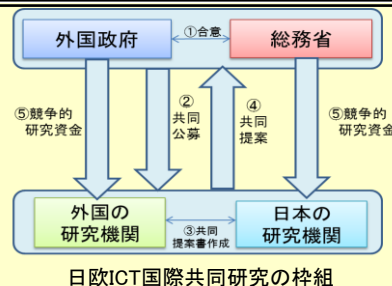 外国政府
①合意
総務省
⑤競争的
研究資金
②
共同
公募
④
共同
提案
⑤競争的
研究資金
外国の
研究機関
③共同
提案書作成
日本の
研究機関
日欧ICT国際共同研究の枠組